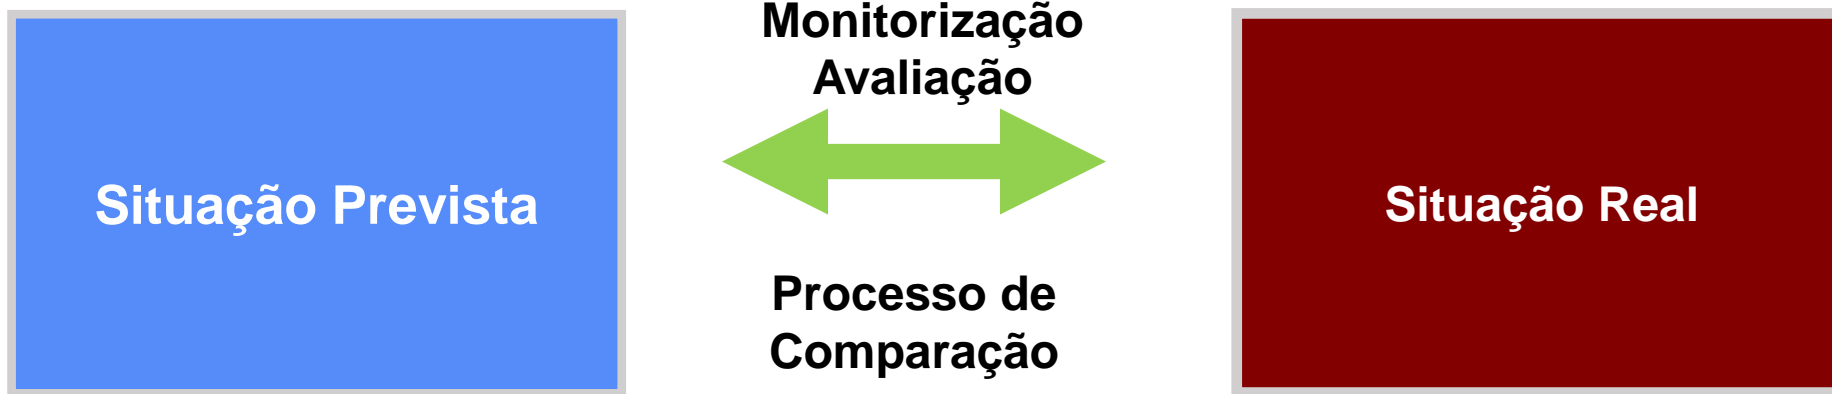 Monitorização
Avaliação
Situação Prevista
Situação Real
Processo de
Comparação